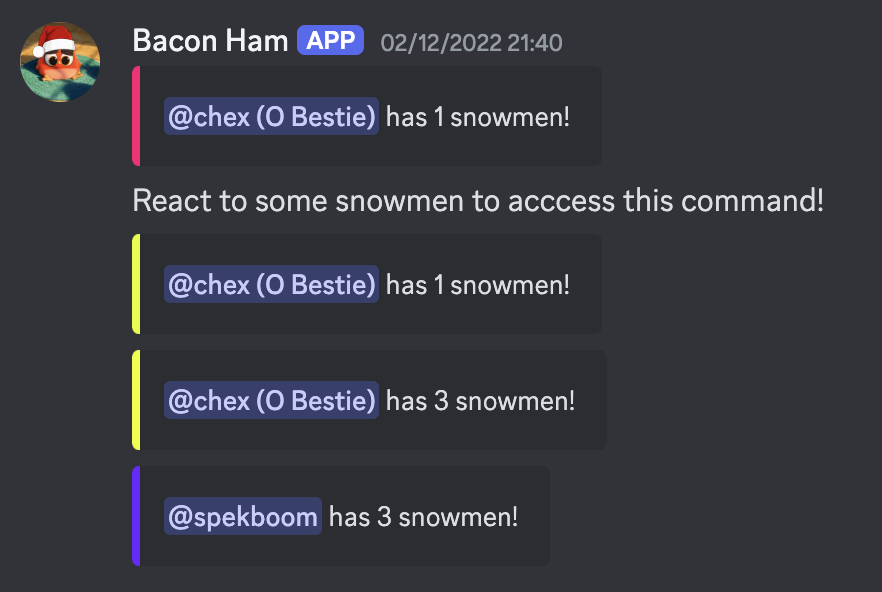 Bacon Ham APP 02/12/2022 21:40
@chex (O Bestie) has 1 snowmen!
React to some snowmen to acccess this command!
@chex (O Bestie) has 1 snowmen!
@chex (O Bestie) has 3 snowmen!
@spekboom has 3 snowmen!